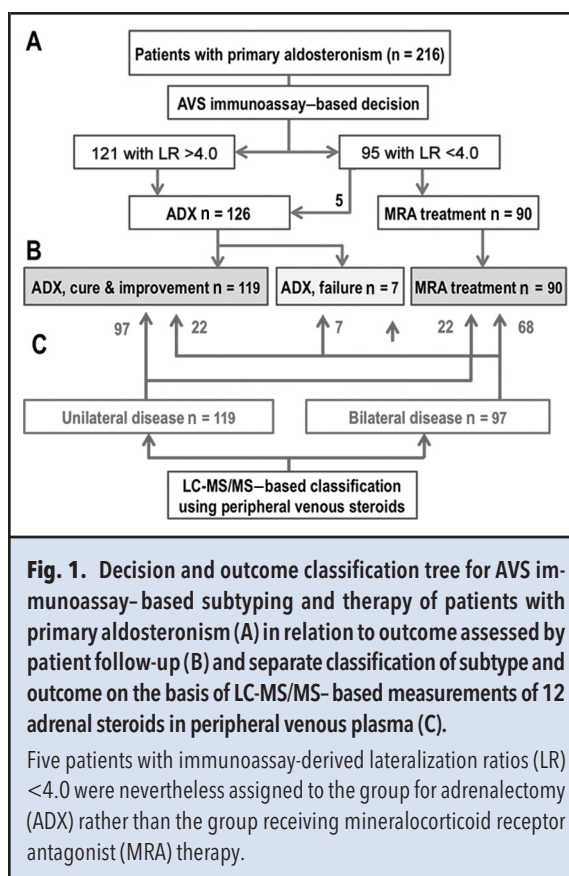 A
Patients with primary aldosteronism (n = 216)
AVS immunoassay–based decision
121 with LR >4.0
95 with LR <4.0
5
ADX n = 126
MRA treatment n = 90
B
ADX, cure & improvement n = 119
ADX, failure n = 7
MRA treatment n = 90
97
22
7
22
68
C
Unilateral disease n = 119
Bilateral disease n = 97
LC-MS/MS–based classification
using peripheral venous steroids
Fig. 1. Decision and outcome classification tree for AVS im-
munoassay–based subtyping and therapy of patients with
primary aldosteronism (A) in relation to outcome assessed by
patient follow-up (B) and separate classification of subtype and
outcome on the basis of LC-MS/MS–based measurements of 12
adrenal steroids in peripheral venous plasma (C).
Five patients with immunoassay-derived lateralization ratios (LR)
<4.0 were nevertheless assigned to the group for adrenalectomy
(ADX) rather than the group receiving mineralocorticoid receptor
antagonist (MRA) therapy.